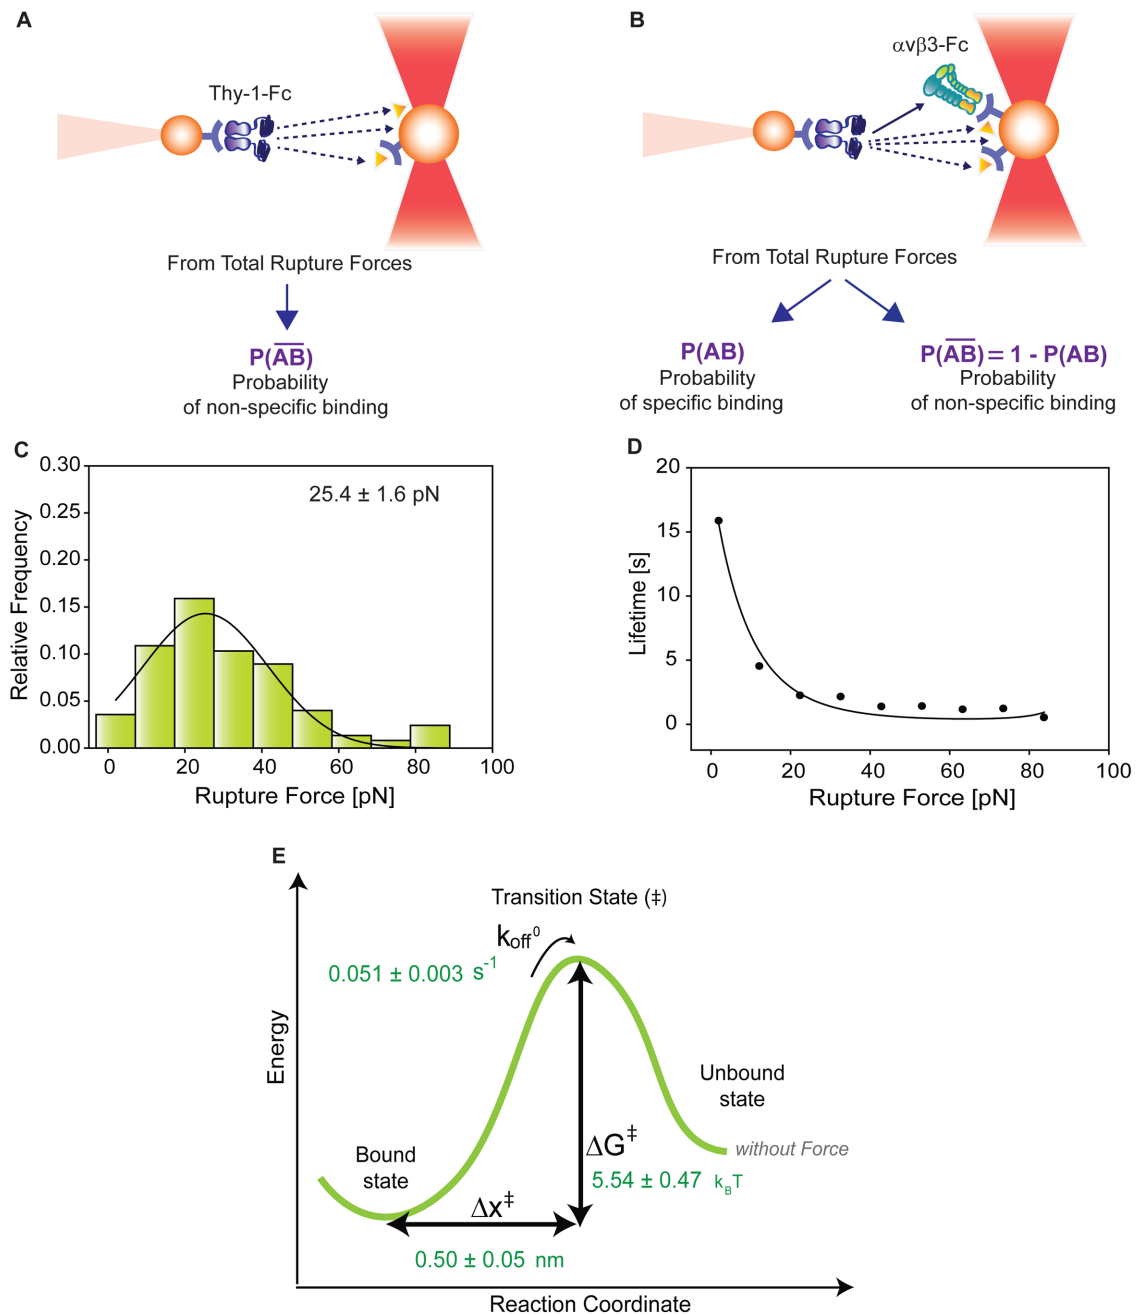 A
Thy-1-Fc
From Total Rupture Forces
P(A̅B̅)
Probability
of non-specific binding
B
αvβ3-Fc
From Total Rupture Forces
P(AB)
Probability
of specific binding
P(A̅B̅) = 1 - P(AB)
Probability
of non-specific binding
C
0.30
0.25
0.20
0.15
0.10
0.05
0.00
Relative Frequency
25.4 ± 1.6 pN
0 20 40 60 80 100
Rupture Force [pN]
D
20
15
10
5
0
Lifetime [s]
0 20 40 60 80 100
Rupture Force [pN]
E
Transition State (‡)
koff⁰
0.051 ± 0.003 s⁻¹
Energy
Unbound
state
without Force
Bound
state
ΔG‡
5.54 ± 0.47 kBT
Δx‡
0.50 ± 0.05 nm
Reaction Coordinate